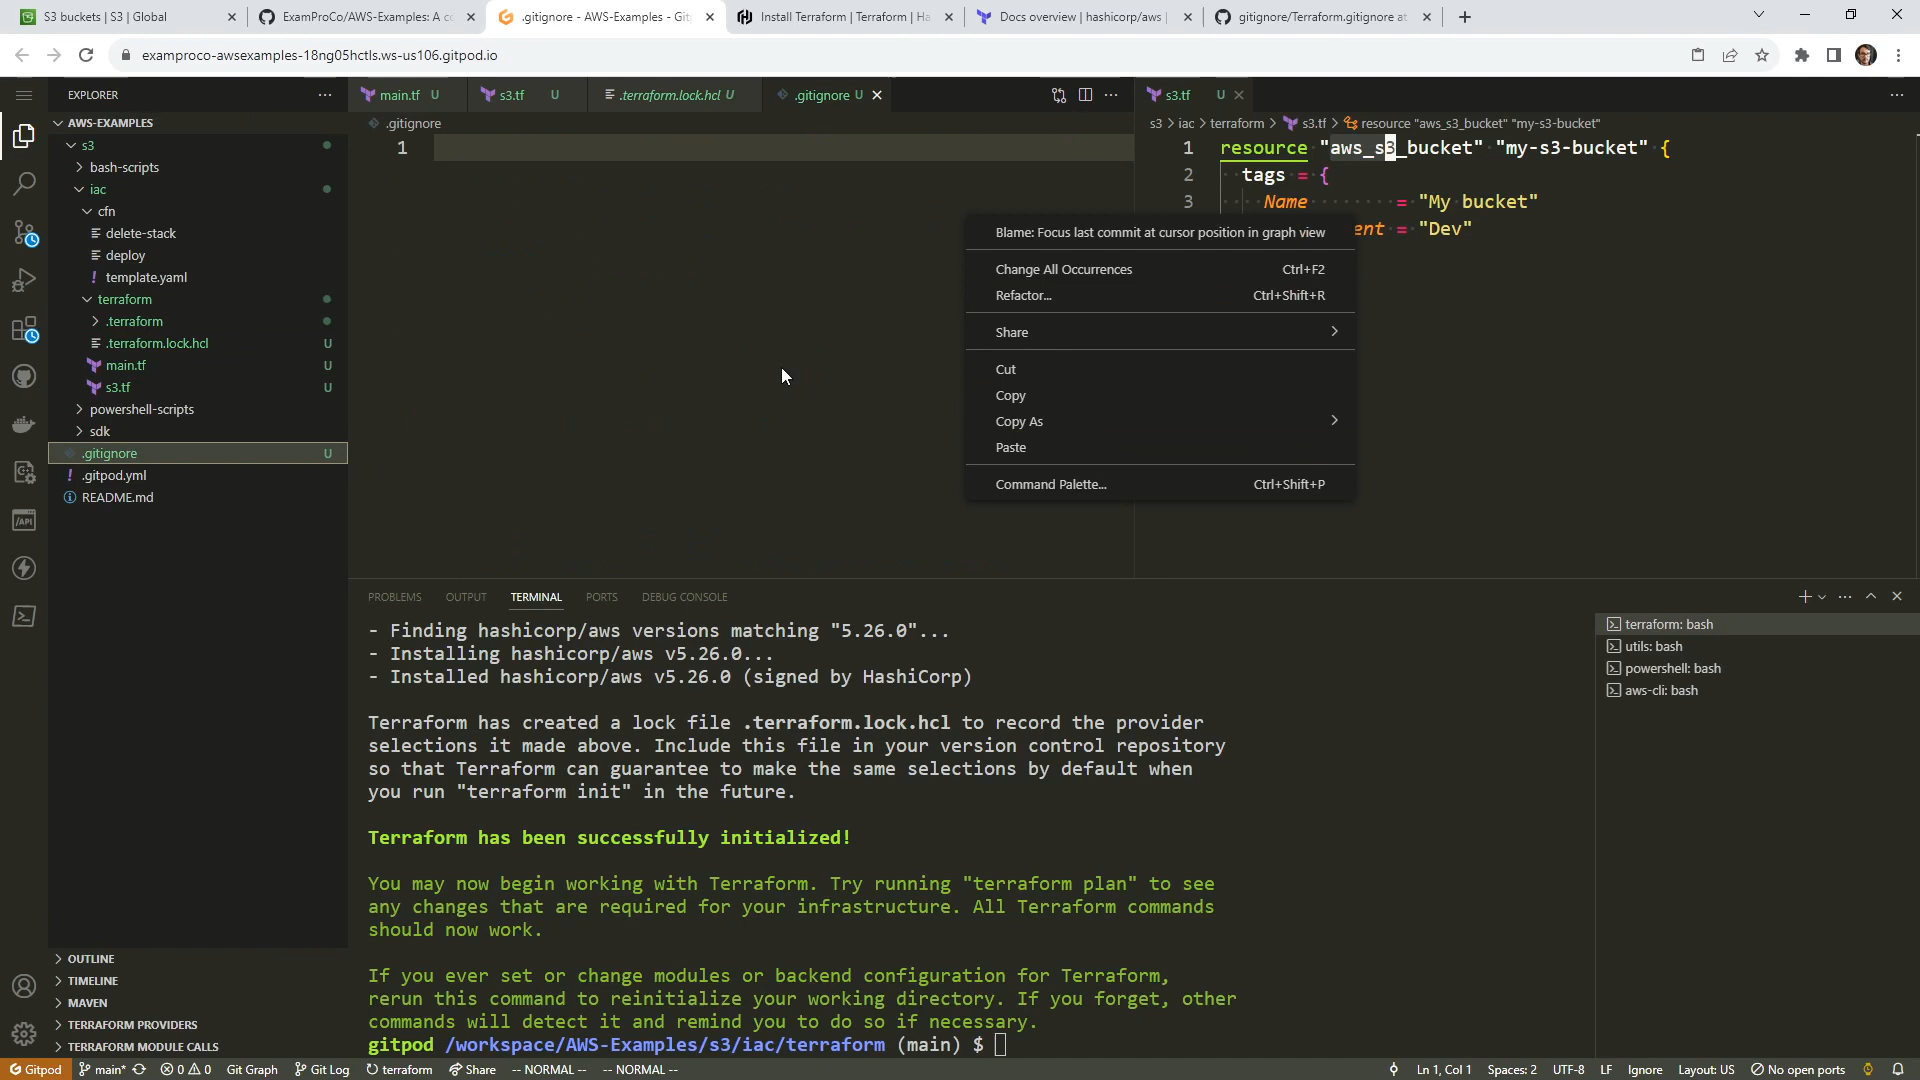 S3 buckets | S3 | Global
ExamProCo/AWS-Examples: A cc
.gitignore - AWS-Examples - Git
Install Terraform | Terraform | Ha
Docs overview | hashicorp/aws |
gitignore/Terraform.gitignore at
examproco-awsexamples-18ng05hctls.ws-us106.gitpod.io
EXPLORER
main.tf U
s3.tf U
.terraform.lock.hcl U
.gitignore U
s3.tf U
AWS-EXAMPLES
.gitignore
s3 > iac > terraform > s3.tf > resource "aws_s3_bucket" "my-s3-bucket"
s3
bash-scripts
iac
cfn
delete-stack
deploy
template.yaml
terraform
.terraform
.terraform.lock.hcl U
main.tf U
s3.tf U
powershell-scripts
sdk
.gitignore U
.gitpod.yml
README.md
1
1 resource "aws_s3_bucket" "my-s3-bucket" {
2 tags = {
3 Name = "My bucket"
ent = "Dev"
Blame: Focus last commit at cursor position in graph view
Change All Occurrences Ctrl+F2
Refactor... Ctrl+Shift+R
Share
Cut
Copy
Copy As
Paste
Command Palette... Ctrl+Shift+P
PROBLEMS OUTPUT TERMINAL PORTS DEBUG CONSOLE
- Finding hashicorp/aws versions matching "5.26.0"...
- Installing hashicorp/aws v5.26.0...
- Installed hashicorp/aws v5.26.0 (signed by HashiCorp)
Terraform has created a lock file .terraform.lock.hcl to record the provider
selections it made above. Include this file in your version control repository
so that Terraform can guarantee to make the same selections by default when
you run "terraform init" in the future.
Terraform has been successfully initialized!
You may now begin working with Terraform. Try running "terraform plan" to see
any changes that are required for your infrastructure. All Terraform commands
should now work.
If you ever set or change modules or backend configuration for Terraform,
rerun this command to reinitialize your working directory. If you forget, other
commands will detect it and remind you to do so if necessary.
gitpod /workspace/AWS-Examples/s3/iac/terraform (main) $
terraform: bash
utils: bash
powershell: bash
aws-cli: bash
OUTLINE
TIMELINE
MAVEN
TERRAFORM PROVIDERS
TERRAFORM MODULE CALLS
Gitpod main* 0 0 Git Graph Git Log terraform Share -- NORMAL -- -- NORMAL -- Ln 1, Col 1 Spaces: 2 UTF-8 LF Ignore Layout: US No open ports